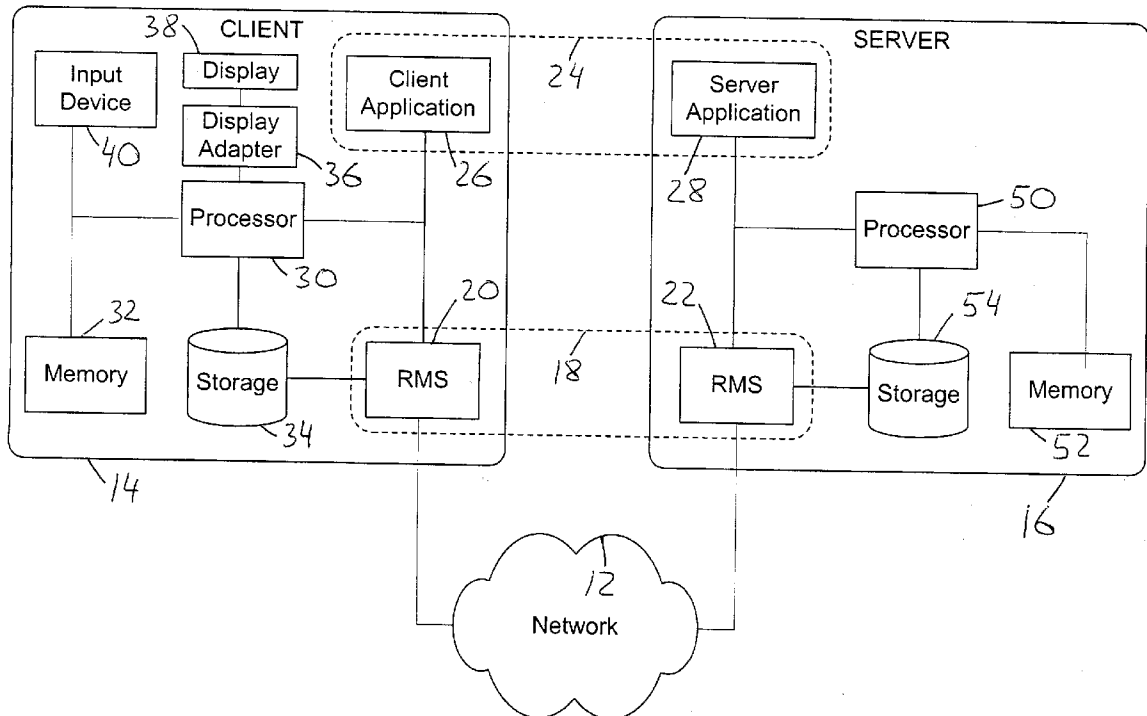 CLIENT
38
Display
Input
Device
40
Display
Adapter
36
Client
Application
26
24
SERVER
Server
Application
28
Processor
30
Processor
50
32
Memory
Storage
34
20
RMS
18
22
RMS
54
Storage
Memory
52
14
16
12
Network